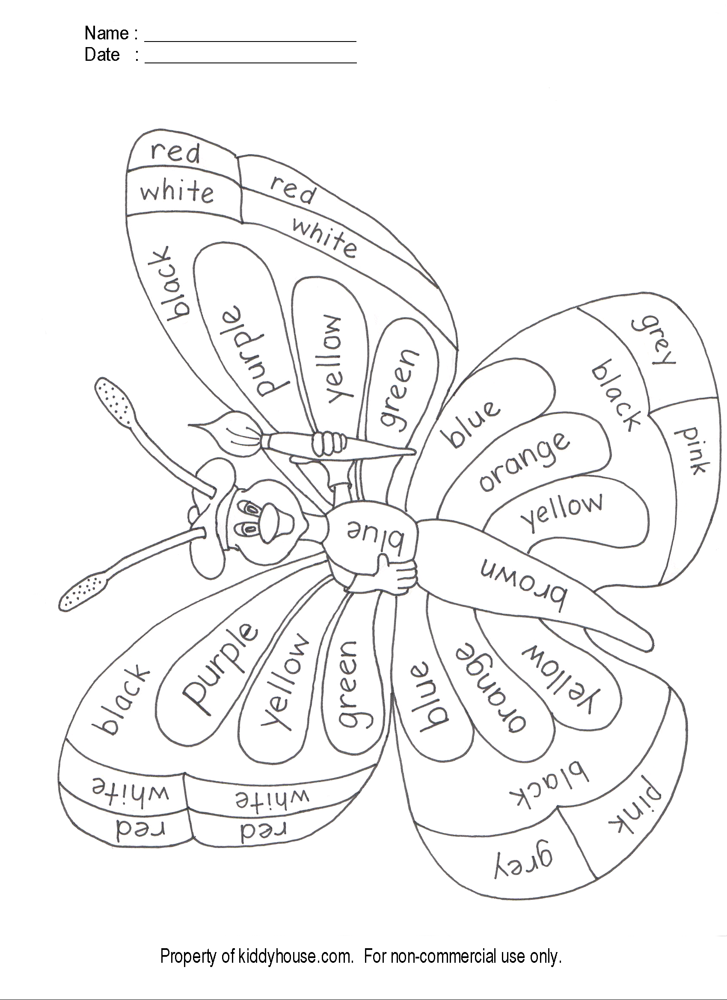 Name : ____________________
Date : ____________________
red
red
white
white
black
purple
yellow
green
grey
black
pink
blue
orange
yellow
blue
brown
black
purple
yellow
green
blue
orange
yellow
white
white
black
pink
red
red
grey
Property of kiddyhouse.com. For non-commercial use only.